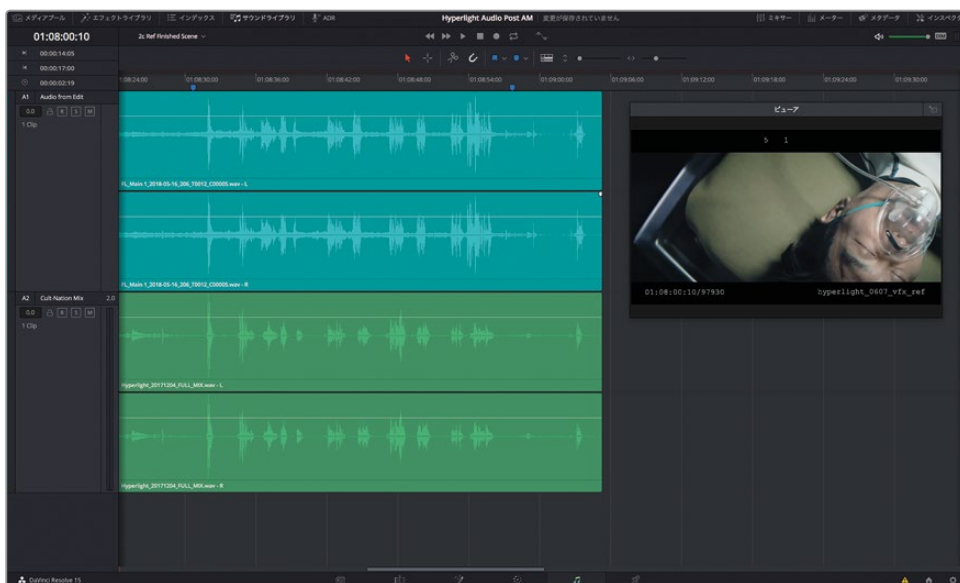 メディアプール エフェクトライブラリ インデックス サウンドライブラリ ADR Hyperlight Audio Post AM 変更が保存されていません ミキサー メーター メタデータ インスペクタ
01:08:00:10 2c Ref Finished Scene
00:00:14:05
00:00:17:00
00:00:02:19
1:08:24:00 01:08:30:00 01:08:36:00 01:08:42:00 01:08:48:00 01:08:54:00 01:09:00:00 01:09:06:00 01:09:12:00 01:09:18:00 01:09:24:00 01:09:30:00
A1 Audio from Edit
0.0 R S M
1 Clip
FL_Main 1_2018-05-16_206_T0012_C00005.wav - L
FL_Main 1_2018-05-16_206_T0012_C00005.wav - R
ビューア
5 1
01:08:00:10/97930 hyperlight_0607_vfx_ref
A2 Cult-Nation Mix 2.0
0.0 R S M
1 Clip
Hyperlight_20171204_FULL_MIX.wav - L
Hyperlight_20171204_FULL_MIX.wav - R
DaVinci Resolve 15